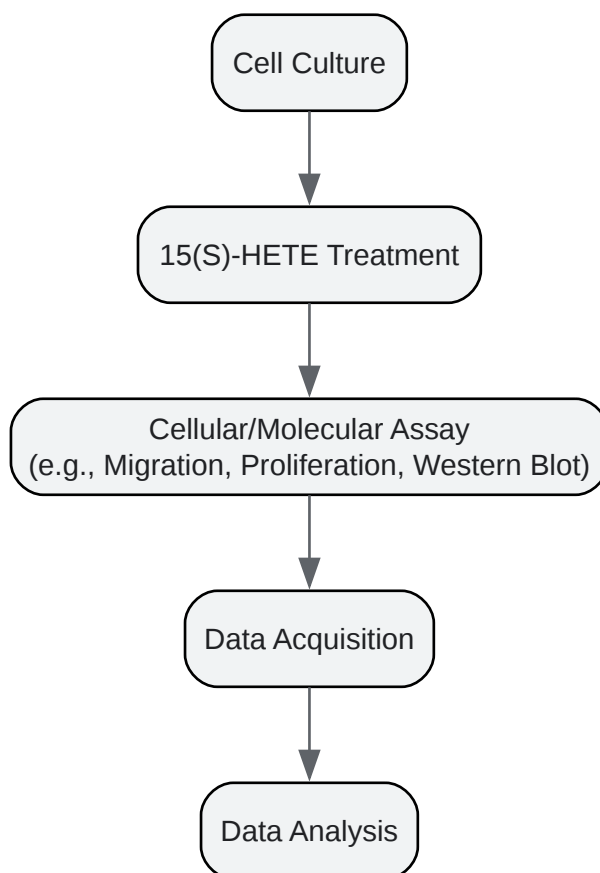 Cell Culture
15(S)-HETE Treatment
Cellular/Molecular Assay
(e.g., Migration, Proliferation, Western Blot)
Data Acquisition
Data Analysis